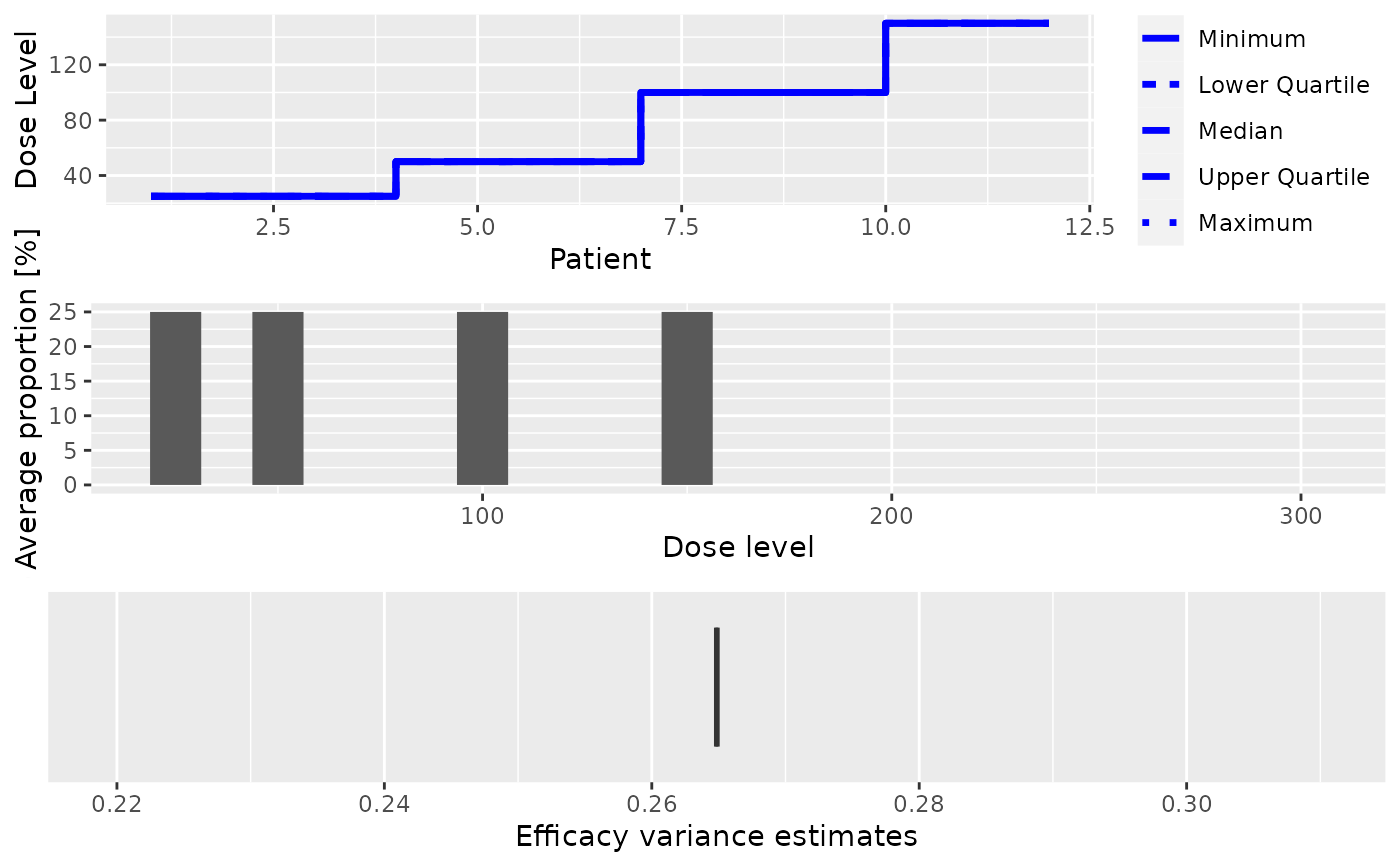 Dose Level
120
80
40
2.5 5.0 7.5 10.0 12.5
Patient
Minimum
Lower Quartile
Median
Upper Quartile
Maximum
Average proportion [%]
25
20
15
10
5
0
100 200 300
Dose level
0.22 0.24 0.26 0.28 0.30
Efficacy variance estimates